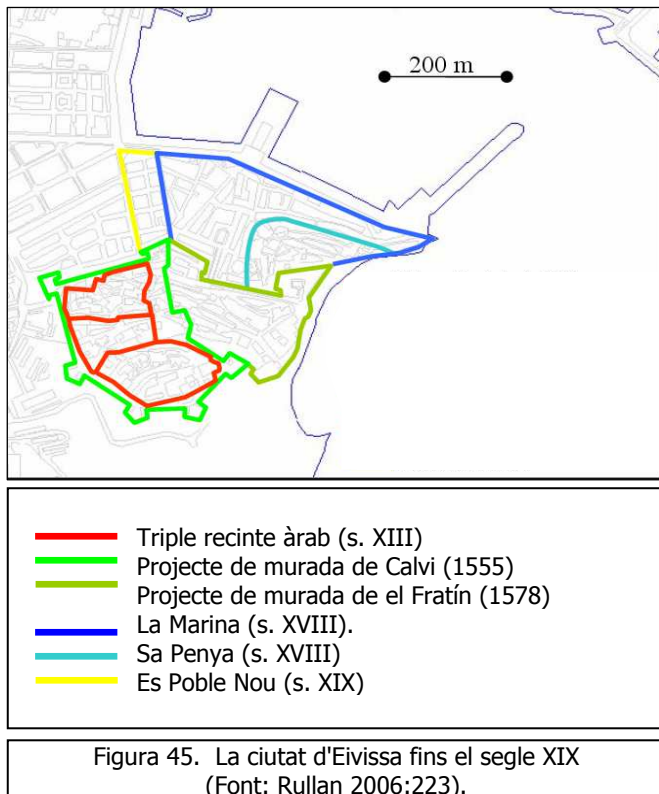 200 m
Triple recinte àrab (s. XIII)
Projecte de murada de Calvi (1555)
Projecte de murada de el Fratín (1578)
La Marina (s. XVIII).
Sa Penya (s. XVIII)
Es Poble Nou (s. XIX)
Figura 45. La ciutat d'Eivissa fins el segle XIX
(Font: Rullan 2006:223).